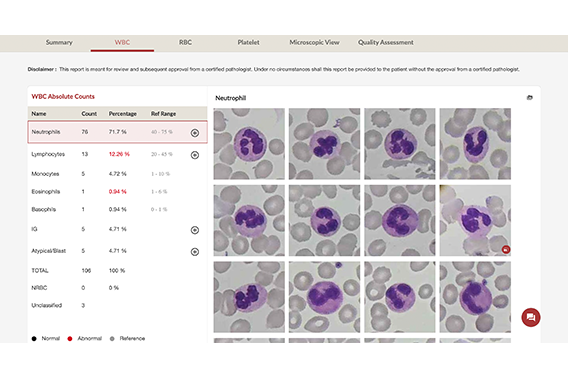 Summary WBC RBC Platelet Microscopic View Quality Assessment
Disclaimer : This report is meant for review and subsequent approval from a certified pathologist. Under no circumstances shall this report be provided to the patient without the approval from a certified pathologist.
WBC Absolute Counts
Name Count Percentage Ref Range
Neutrophils 76 71.7 % 40 - 75 %
Lymphocytes 13 12.26 % 20 - 45 %
Monocytes 5 4.72 % 1 - 10 %
Eosinophils 1 0.94 % 1 - 6 %
Basophils 1 0.94 % 0 - 1 %
IG 5 4.71 %
Atypical/Blast 5 4.71 %
TOTAL 106 100 %
NRBC 0 0 %
Unclassified 3
Normal Abnormal Reference
Neutrophil